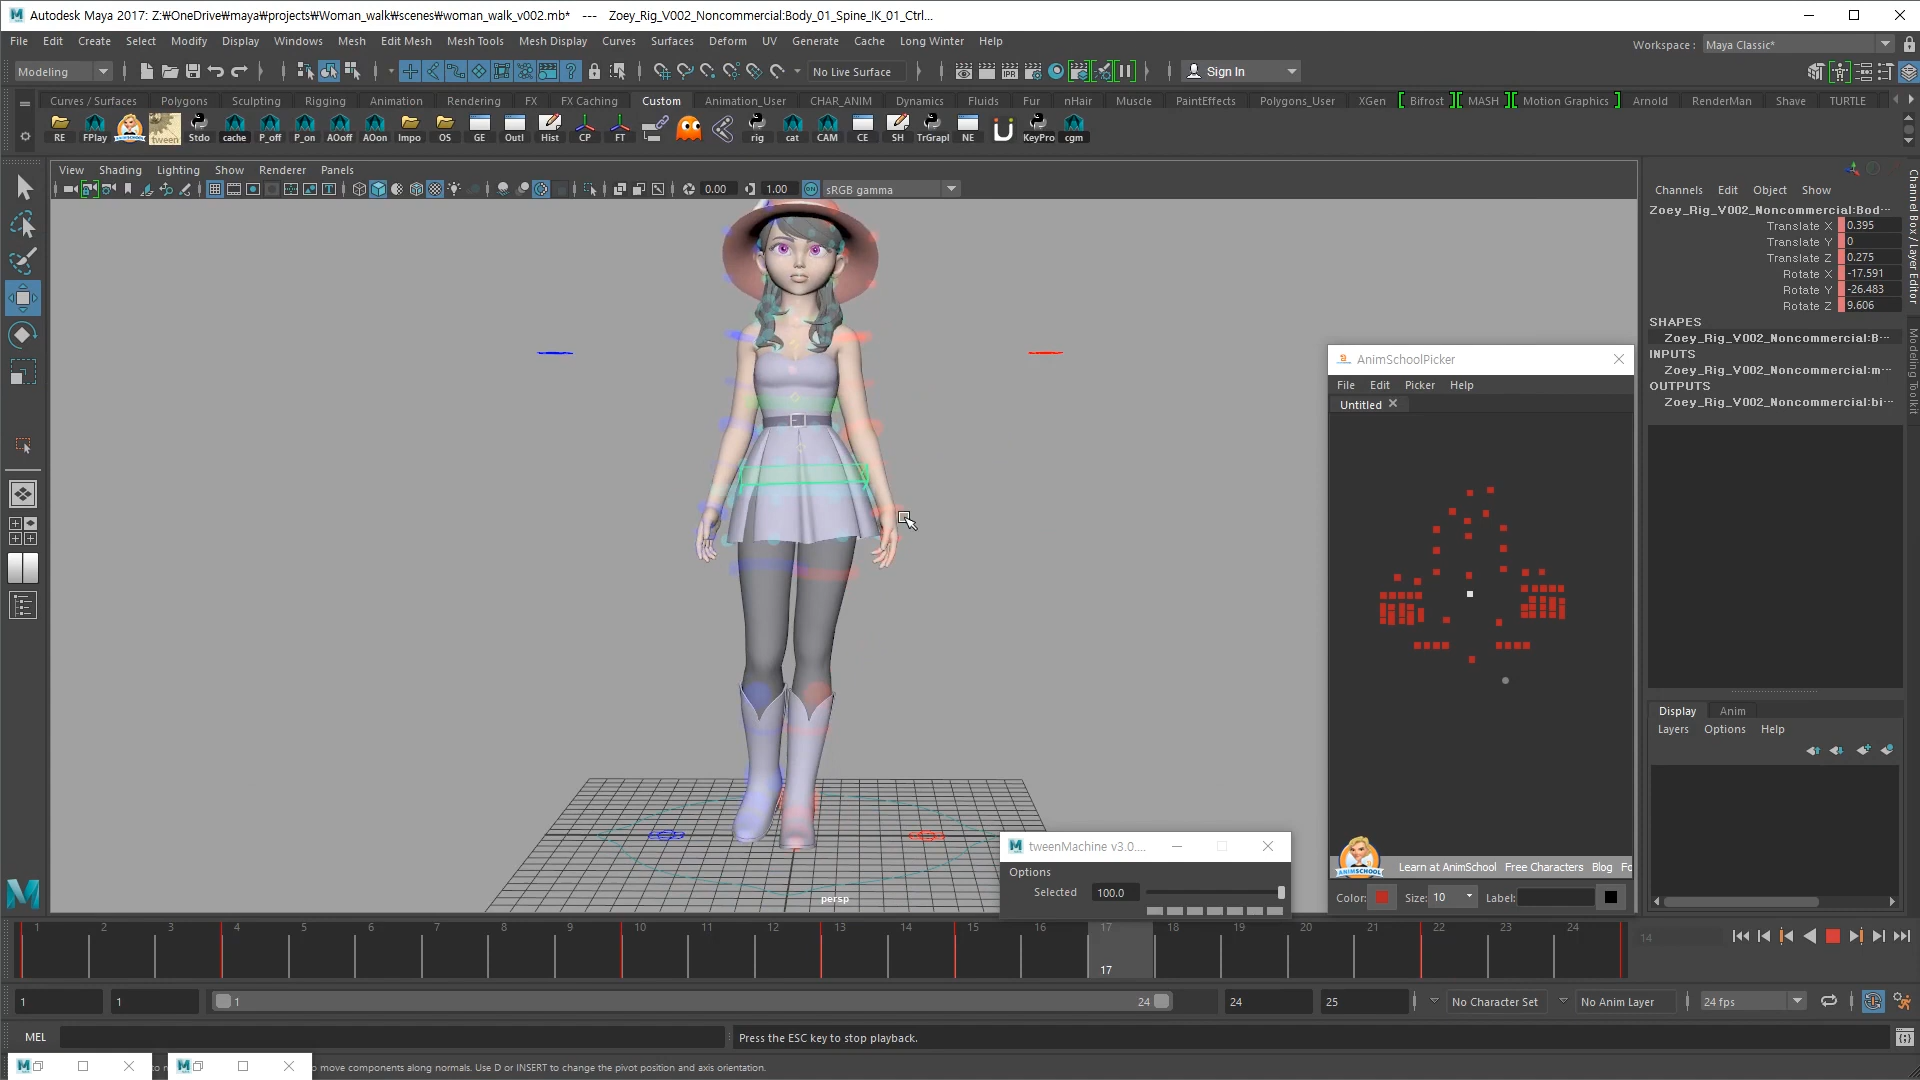 Autodesk Maya 2017: Z:₩OneDrive₩maya₩projects₩Woman_walk₩scenes₩woman_walk_v002.mb* --- Zoey_Rig_V002_Noncommercial:Body_01_Spine_IK_01_Ctrl...
File Edit Create Select Modify Display Windows Mesh Edit Mesh Mesh Tools Mesh Display Curves Surfaces Deform UV Generate Cache Long Winter Help
Workspace : Maya Classic*
Modeling No Live Surface IPR Sign In
Curves / Surfaces Polygons Sculpting Rigging Animation Rendering FX FX Caching Custom Animation_User CHAR_ANIM Dynamics Fluids Fur nHair Muscle PaintEffects Polygons_User XGen Bifrost MASH Motion Graphics Arnold RenderMan Shave TURTLE
RE FPlay tween Stdo cache P_off P_on AOoff AOon Impo OS GE Outl Hist CP FT rig cat CAM CE SH TrGrapl NE KeyPro cgm
View Shading Lighting Show Renderer Panels
0.00 1.00 ON sRGB gamma
Channels Edit Object Show
Zoey_Rig_V002_Noncommercial:Bod...
Translate X 0.395
Translate Y 0
Translate Z 0.275
Rotate X -17.591
Rotate Y -26.483
Rotate Z 9.606
SHAPES
Zoey_Rig_V002_Noncommercial:B...
INPUTS
Zoey_Rig_V002_Noncommercial:m...
OUTPUTS
Zoey_Rig_V002_Noncommercial:bi...
Channel Box / Layer Editor
Modeling Toolkit
AnimSchoolPicker
File Edit Picker Help
Untitled
ANIMSCHOOL
Learn at AnimSchool Free Characters Blog Fo
Color: Size: 10 Label:
Display Anim
Layers Options Help
tweenMachine v3.0....
Options
Selected 100.0
persp
1 2 3 4 5 6 7 8 9 10 11 12 13 14 15 16 17 18 19 20 21 22 23 24
17
14
1 1 1 24 24 25 No Character Set No Anim Layer 24 fps
MEL Press the ESC key to stop playback.
o move components along normals. Use D or INSERT to change the pivot position and axis orientation.